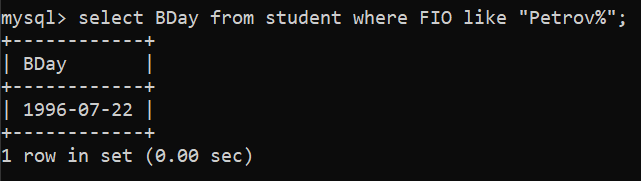 mysql> select BDay from student where FIO like "Petrov%";
+------------+
| BDay       |
+------------+
| 1996-07-22 |
+------------+
1 row in set (0.00 sec)